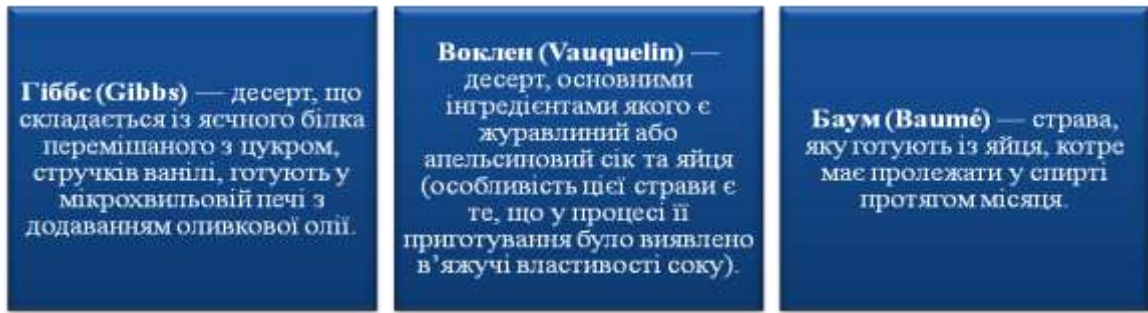 Гіббс (Gibbs) — десерт, що
складається із яєчного білка
перемішаного з цукром,
стручків ванілі, готують у
мікрохвильовій печі з
додаванням оливкової олії.
Воклен (Vauquelin) —
десерт, основними
інгредієнтами якого є
журавлиний або
апельсиновий сік та яйця
(особливість цієї страви є
те, що у процесі її
приготування було виявлено
в’яжучі властивості соку).
Баум (Baumé) — страва,
яку готують із яйця, котре
має пролежати у спирті
протягом місяця.